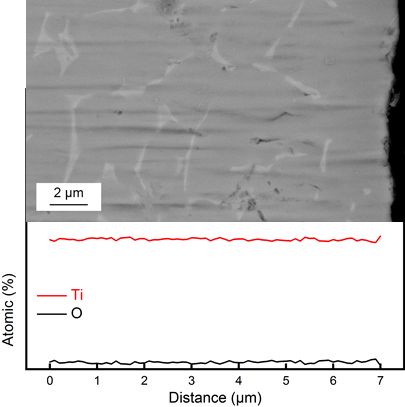 2 µm
Atomic (%)
Ti
O
0 1 2 3 4 5 6 7
Distance (µm)